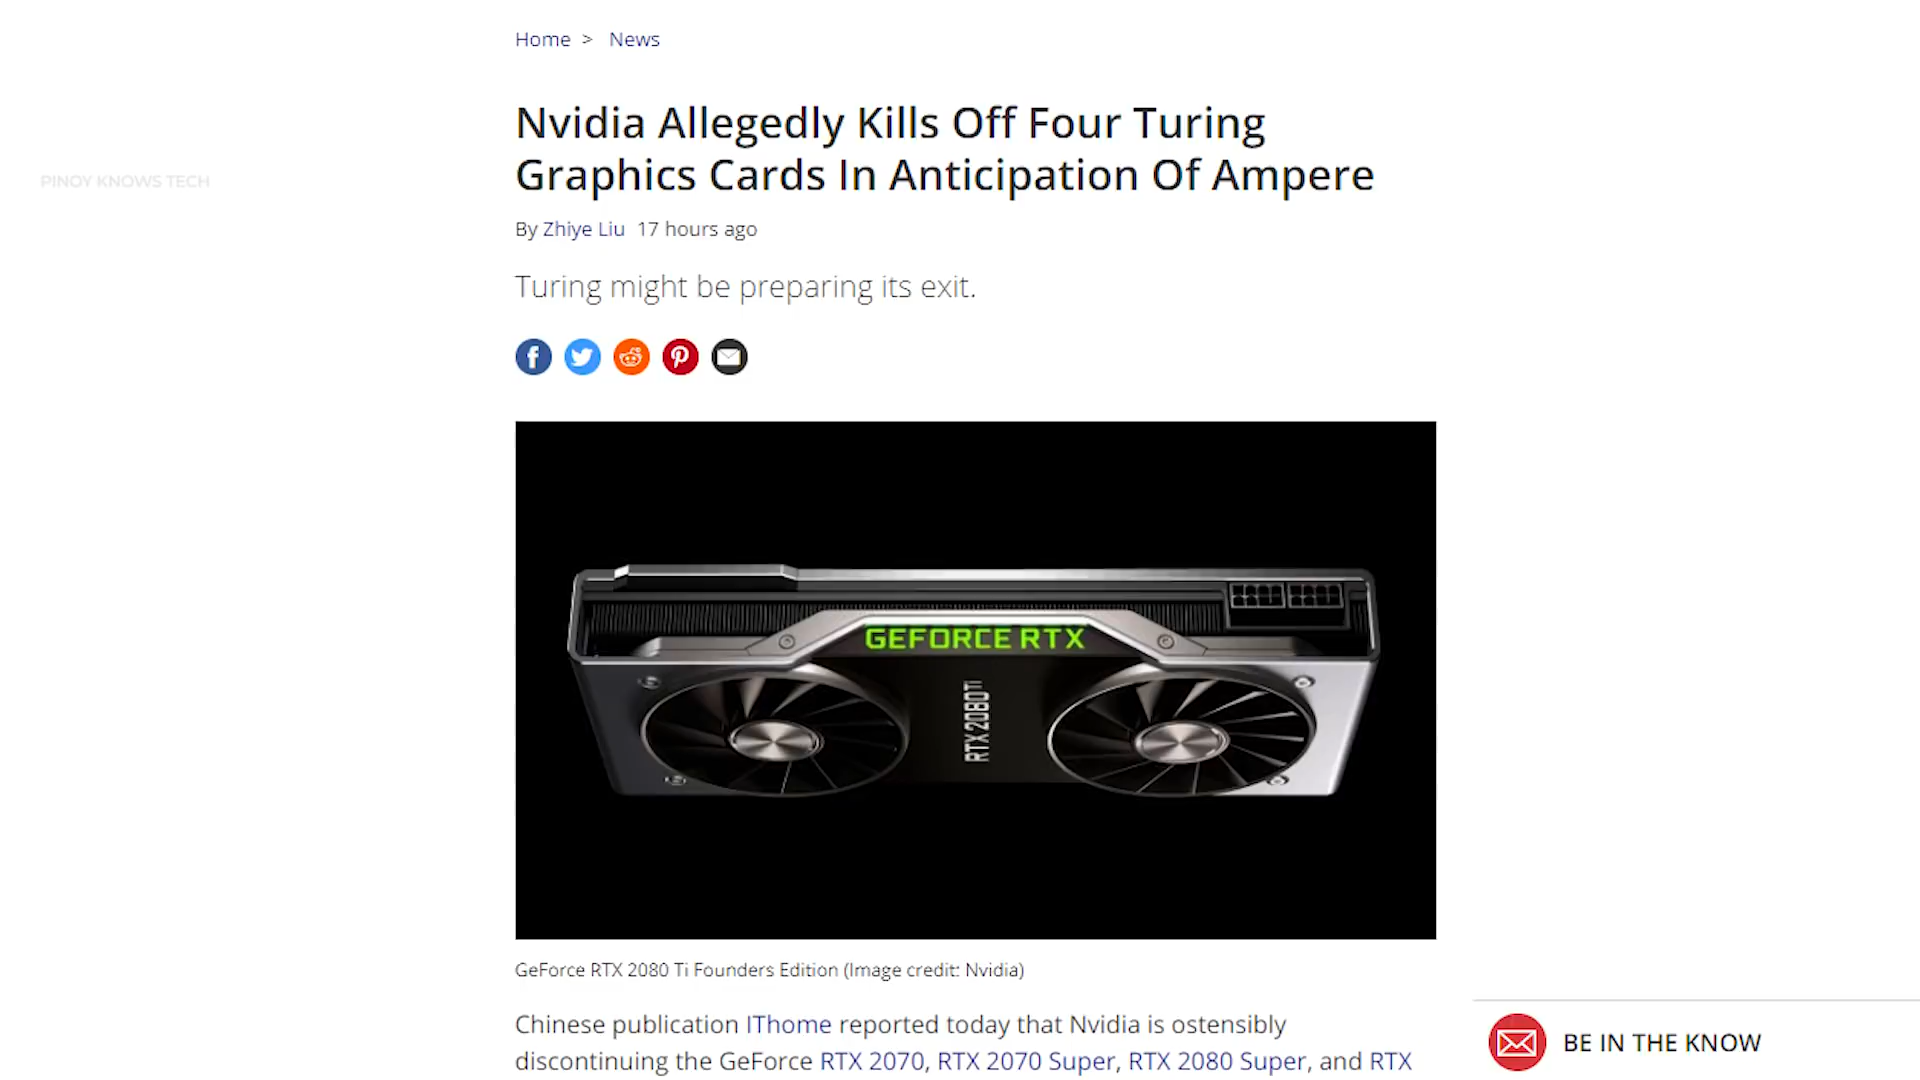 Home > News
Nvidia Allegedly Kills Off Four Turing
Graphics Cards In Anticipation Of Ampere
PINOY KNOWS TECH
By Zhiye Liu 17 hours ago
Turing might be preparing its exit.
GEFORCE RTX
RTX 2080 Ti
GeForce RTX 2080 Ti Founders Edition (Image credit: Nvidia)
Chinese publication IThome reported today that Nvidia is ostensibly
discontinuing the GeForce RTX 2070, RTX 2070 Super, RTX 2080 Super, and RTX
BE IN THE KNOW